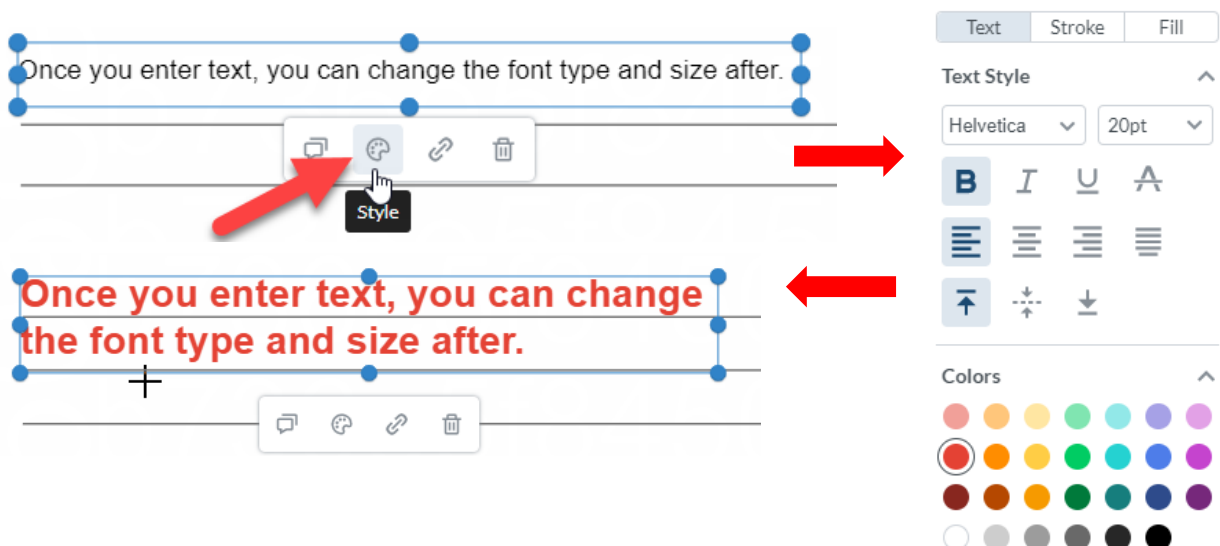 Once you enter text, you can change the font type and size after.
Style
Once you enter text, you can change
the font type and size after.
Text Stroke Fill
Text Style
Helvetica 20pt
B I U A
Colors